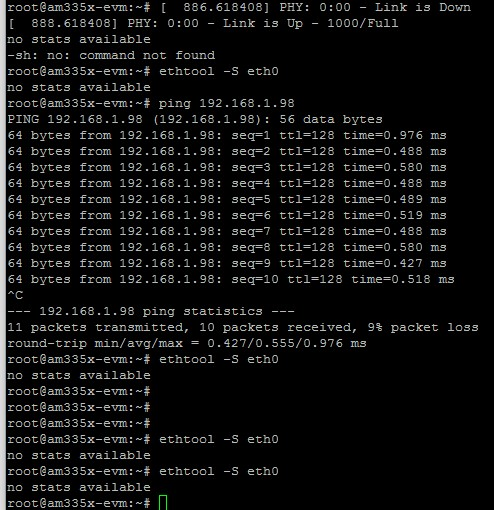 root@am335x-evm:~# [  886.618408] PHY: 0:00 - Link is Down
[  888.618408] PHY: 0:00 - Link is Up - 1000/Full
no stats available
-sh: no: command not found
root@am335x-evm:~# ethtool -S eth0
no stats available
root@am335x-evm:~# ping 192.168.1.98
PING 192.168.1.98 (192.168.1.98): 56 data bytes
64 bytes from 192.168.1.98: seq=1 ttl=128 time=0.976 ms
64 bytes from 192.168.1.98: seq=2 ttl=128 time=0.488 ms
64 bytes from 192.168.1.98: seq=3 ttl=128 time=0.580 ms
64 bytes from 192.168.1.98: seq=4 ttl=128 time=0.488 ms
64 bytes from 192.168.1.98: seq=5 ttl=128 time=0.489 ms
64 bytes from 192.168.1.98: seq=6 ttl=128 time=0.519 ms
64 bytes from 192.168.1.98: seq=7 ttl=128 time=0.488 ms
64 bytes from 192.168.1.98: seq=8 ttl=128 time=0.580 ms
64 bytes from 192.168.1.98: seq=9 ttl=128 time=0.427 ms
64 bytes from 192.168.1.98: seq=10 ttl=128 time=0.518 ms
^C
--- 192.168.1.98 ping statistics ---
11 packets transmitted, 10 packets received, 9% packet loss
round-trip min/avg/max = 0.427/0.555/0.976 ms
root@am335x-evm:~# ethtool -S eth0
no stats available
root@am335x-evm:~#
root@am335x-evm:~#
root@am335x-evm:~#
root@am335x-evm:~# ethtool -S eth0
no stats available
root@am335x-evm:~# ethtool -S eth0
no stats available
root@am335x-evm:~#